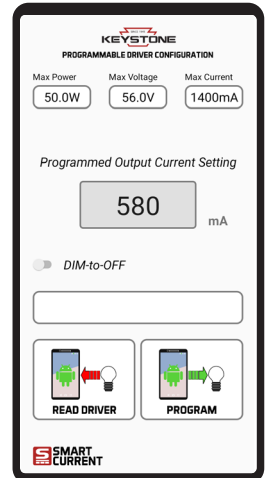 KEYSTONE
PROGRAMMABLE DRIVER CONFIGURATION
Max Power Max Voltage Max Current
50.0W 56.0V 1400mA
Programmed Output Current Setting
580 mA
DIM-to-OFF
READ DRIVER PROGRAM
SMART
CURRENT